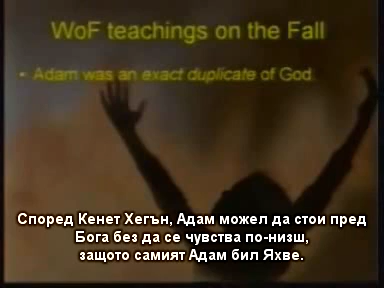 WoF teachings on the Fall
• Adam was an exact duplicate of God
Според Кенет Хегън, Адам можел да стои пред
Бога без да се чувства по-низш,
защото самият Адам бил Яхве.